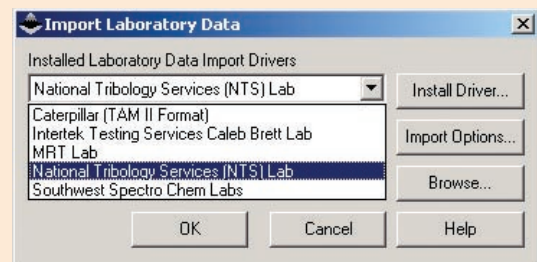 Import Laboratory Data
Installed Laboratory Data Import Drivers
National Tribology Services (NTS) Lab
Install Driver...
Caterpillar (TAM II Format)
Intertek Testing Services Caleb Brett Lab
Import Options...
MRT Lab
National Tribology Services (NTS) Lab
Browse...
Southwest Spectro Chem Labs
OK
Cancel
Help